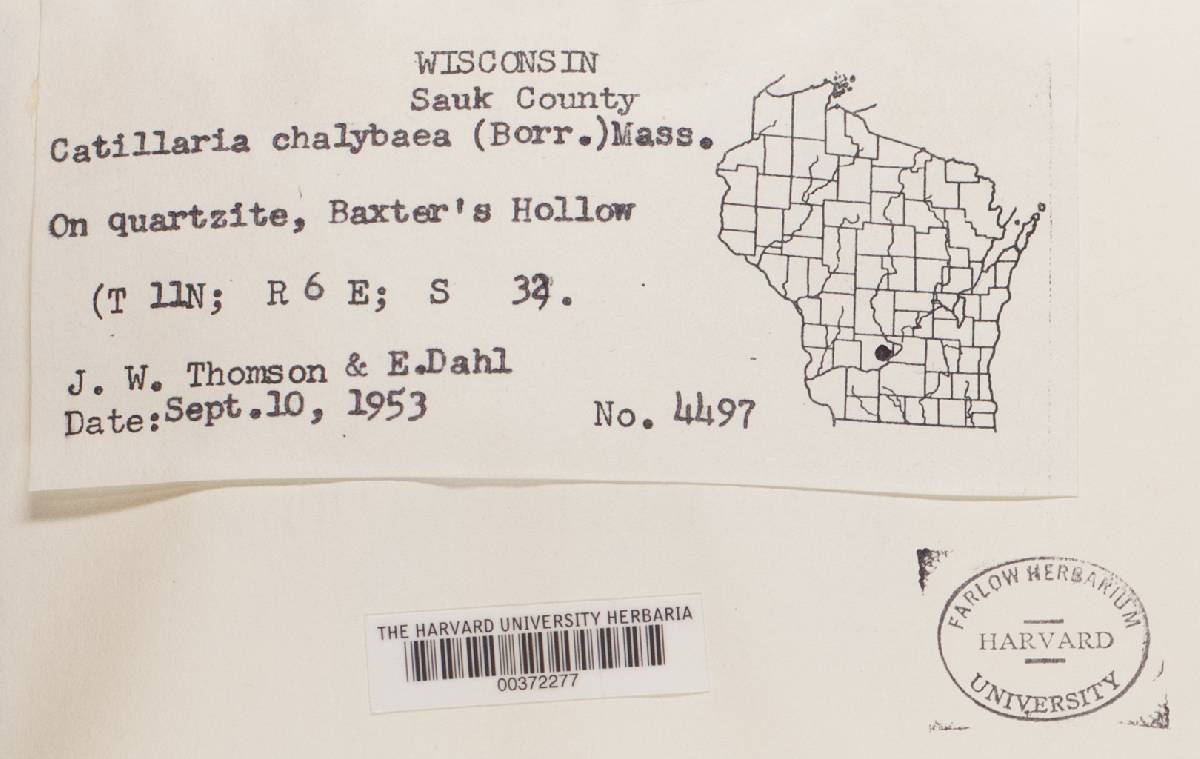 WISCONSIN
Sauk County
Catillaria chalybaea (Borr.)Mass.
On quartzite, Baxter's Hollow
(T 11N; R 6 E; S
J. W. Thomson & E.Dahl
Date:Sept.10, 1953
No. 4497
THE HARVARD UNIVERSITY HERBARIA
00372277
FARLOW HERBARIUM
HARVARD
UNIVERSITY